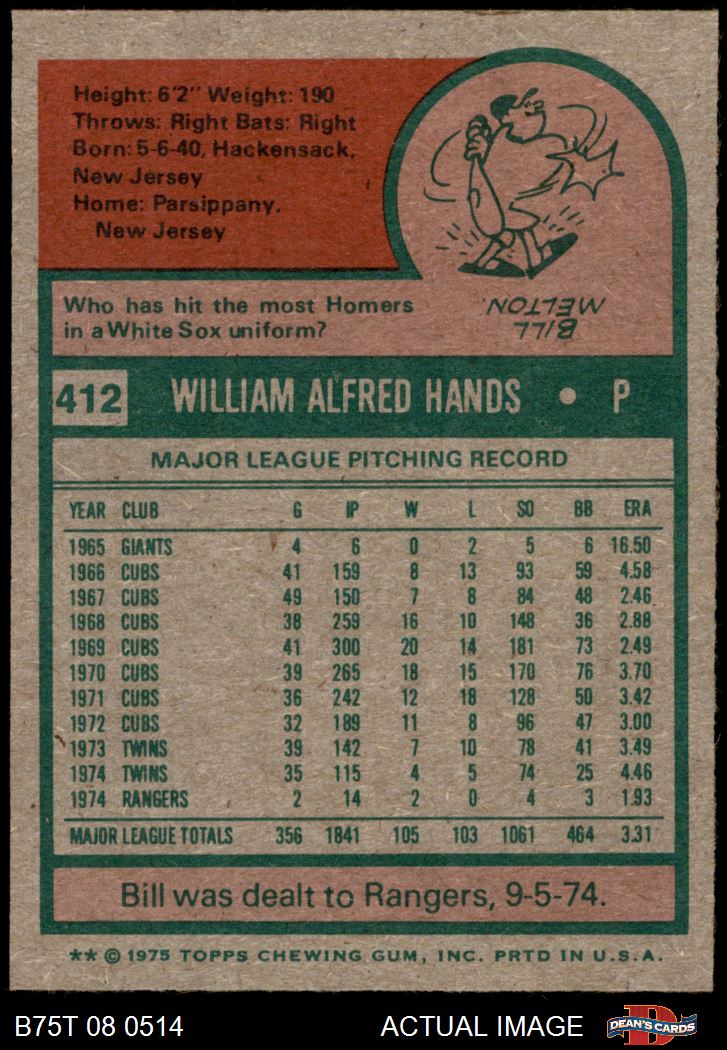 Height: 6'2" Weight: 190
Throws: Right Bats: Right
Born: 5-6-40, Hackensack,
New Jersey
Home: Parsippany,
New Jersey
Who has hit the most Homers
in a White Sox uniform?
BILL
MELTON.
412 WILLIAM ALFRED HANDS • P
MAJOR LEAGUE PITCHING RECORD
YEAR CLUB G IP W L SO BB ERA
1965 GIANTS 4 6 0 2 5 6 16.50
1966 CUBS 41 159 8 13 93 59 4.58
1967 CUBS 49 150 7 8 84 48 2.46
1968 CUBS 38 259 16 10 148 36 2.88
1969 CUBS 41 300 20 14 181 73 2.49
1970 CUBS 39 265 18 15 170 76 3.70
1971 CUBS 36 242 12 18 128 50 3.42
1972 CUBS 32 189 11 8 96 47 3.00
1973 TWINS 39 142 7 10 78 41 3.49
1974 TWINS 35 115 4 5 74 25 4.46
1974 RANGERS 2 14 2 0 4 3 1.93
MAJOR LEAGUE TOTALS 356 1841 105 103 1061 464 3.31
Bill was dealt to Rangers, 9-5-74.
** © 1975 TOPPS CHEWING GUM, INC. PRTD IN U.S.A.
B75T 08 0514 ACTUAL IMAGE D DEAN'S CARDS